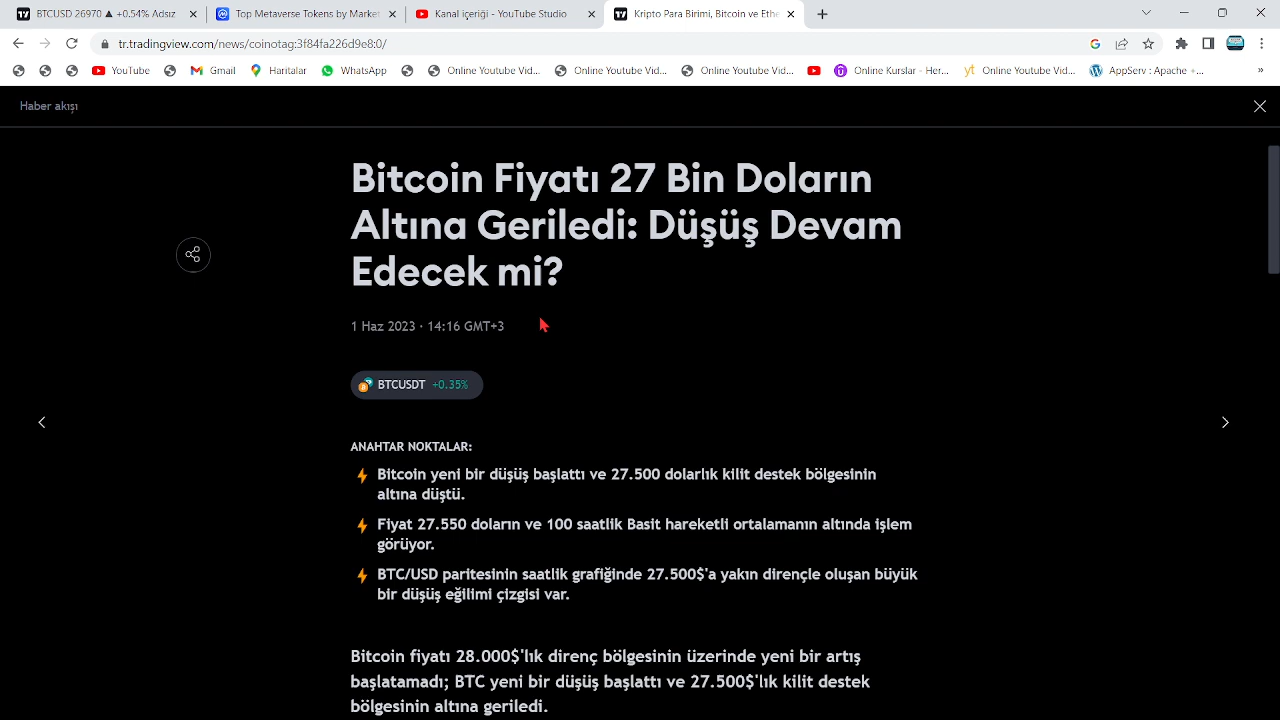 BTCUSD 26970 ▲ +0.54% Adsız
Top Metaverse Tokens by Market
Kanal içeriği - YouTube Studio
Kripto Para Birimi, Bitcoin ve Ethe
tr.tradingview.com/news/coinotag:3f84fa226d9e8:0/
YouTube
Gmail
Haritalar
WhatsApp
Online Youtube Vid...
Online Youtube Vid...
Online Youtube Vid...
Online Kurslar - Her...
Online Youtube Vid...
AppServ : Apache +...
»
Haber akışı
Bitcoin Fiyatı 27 Bin Doların
Altına Geriledi: Düşüş Devam
Edecek mi?
1 Haz 2023 · 14:16 GMT+3
BTCUSDT +0.35%
ANAHTAR NOKTALAR:
Bitcoin yeni bir düşüş başlattı ve 27.500 dolarlık kilit destek bölgesinin
altına düştü.
Fiyat 27.550 doların ve 100 saatlik Basit hareketli ortalamanın altında işlem
görüyor.
BTC/USD paritesinin saatlik grafiğinde 27.500$'a yakın dirençle oluşan büyük
bir düşüş eğilimi çizgisi var.
Bitcoin fiyatı 28.000$'lık direnç bölgesinin üzerinde yeni bir artış
başlatamadı; BTC yeni bir düşüş başlattı ve 27.500$'lık kilit destek
bölgesinin altına geriledi.